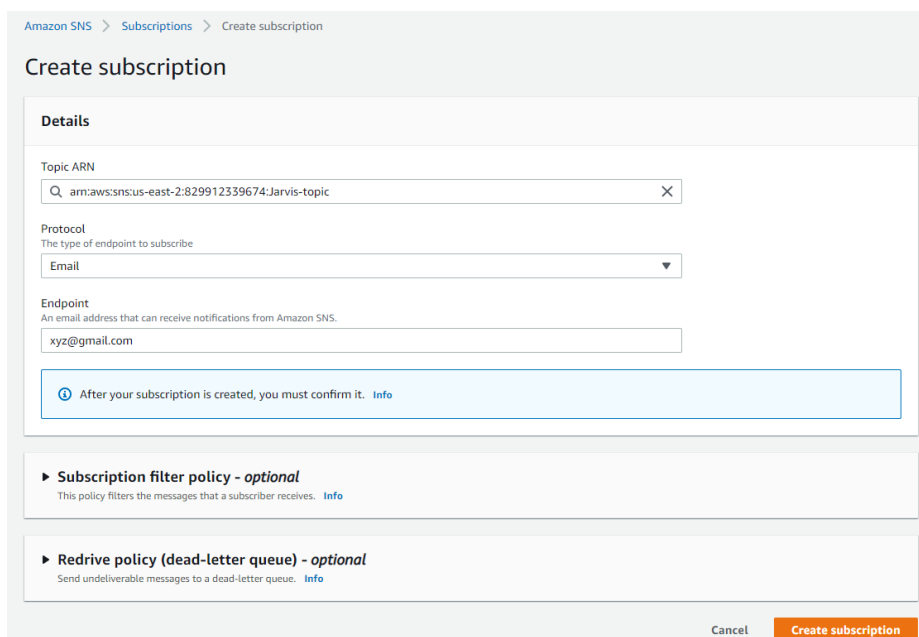 Amazon SNS > Subscriptions > Create subscription
Create subscription
Details
Topic ARN
arn:aws:sns:us-east-2:829912339674:Jarvis-topic
Protocol
The type of endpoint to subscribe
Email
Endpoint
An email address that can receive notifications from Amazon SNS.
xyz@gmail.com
After your subscription is created, you must confirm it. Info
Subscription filter policy - optional
This policy filters the messages that a subscriber receives. Info
Redrive policy (dead-letter queue) - optional
Send undeliverable messages to a dead-letter queue. Info
Cancel Create subscription